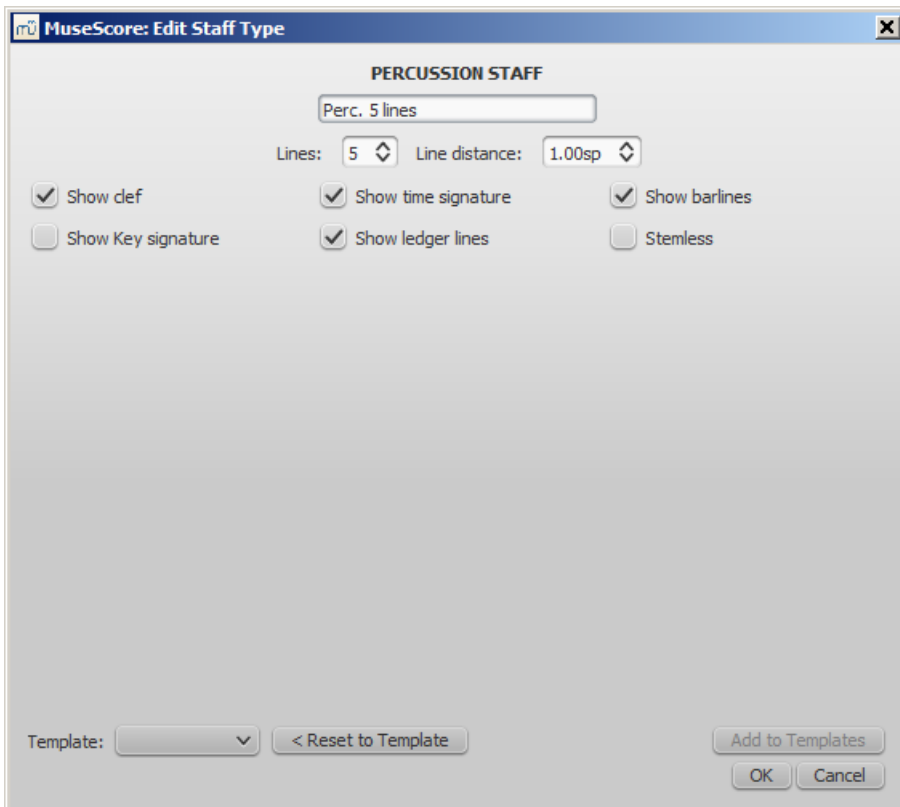 MuseScore: Edit Staff Type
PERCUSSION STAFF
Perc. 5 lines
Lines: 5 Line distance: 1.00sp
Show clef Show time signature Show barlines
Show Key signature Show ledger lines Stemless
Template: < Reset to Template Add to Templates
OK Cancel